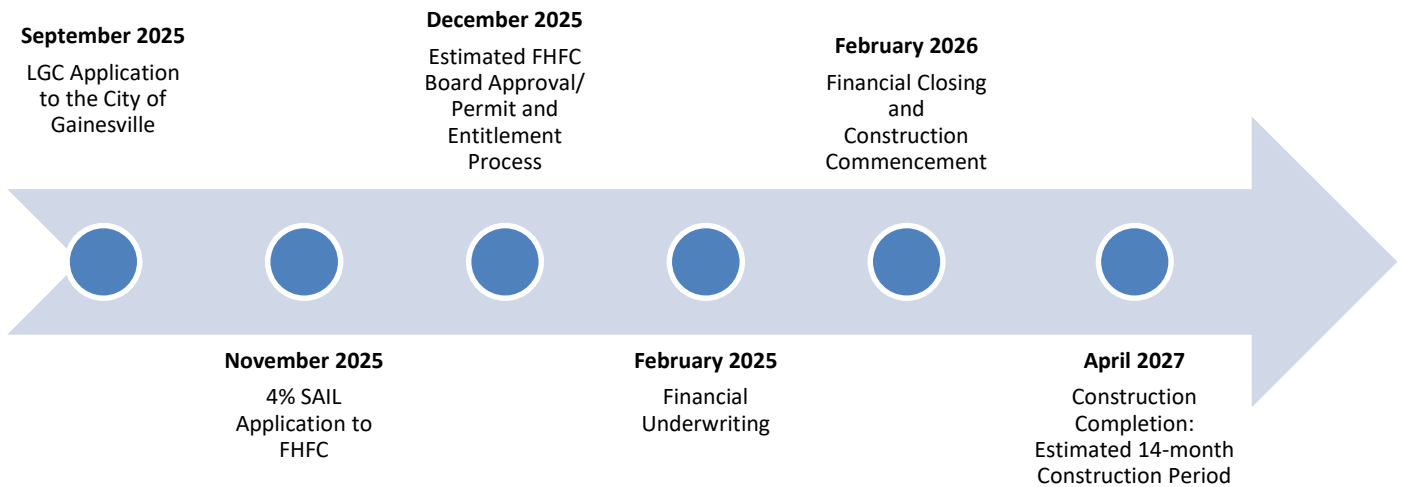 September 2025
LGC Application
to the City of
Gainesville
November 2025
4% SAIL
Application to
FHFC
December 2025
Estimated FHFC
Board Approval/
Permit and
Entitlement
Process
February 2025
Financial
Underwriting
February 2026
Financial Closing
and
Construction
Commencement
April 2027
Construction
Completion:
Estimated 14-month
Construction Period